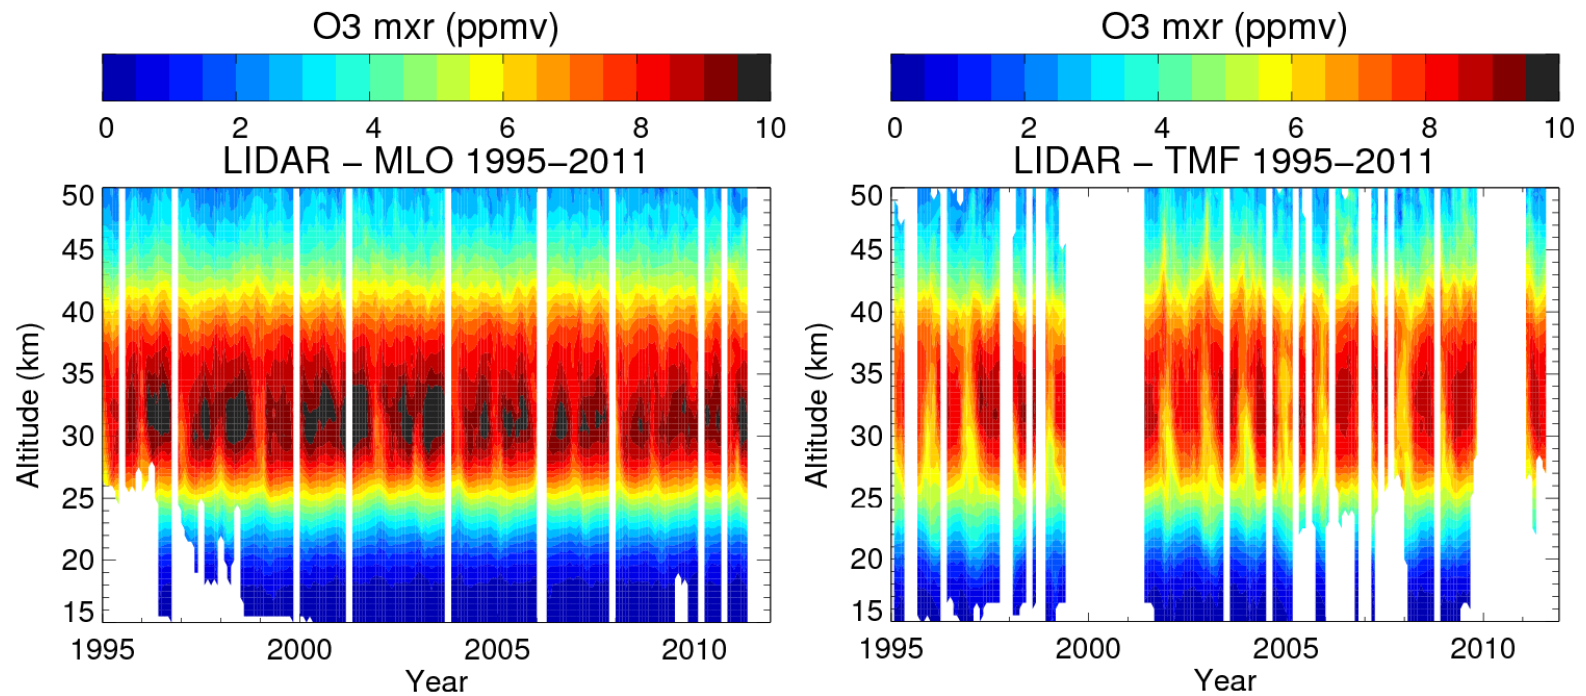 O3 mxr (ppmv)
0 2 4 6 8 10
LIDAR – MLO 1995–2011
50
45
40
35
30
25
20
15
Altitude (km)
1995 2000 2005 2010
Year
O3 mxr (ppmv)
0 2 4 6 8 10
LIDAR – TMF 1995–2011
50
45
40
35
30
25
20
15
Altitude (km)
1995 2000 2005 2010
Year